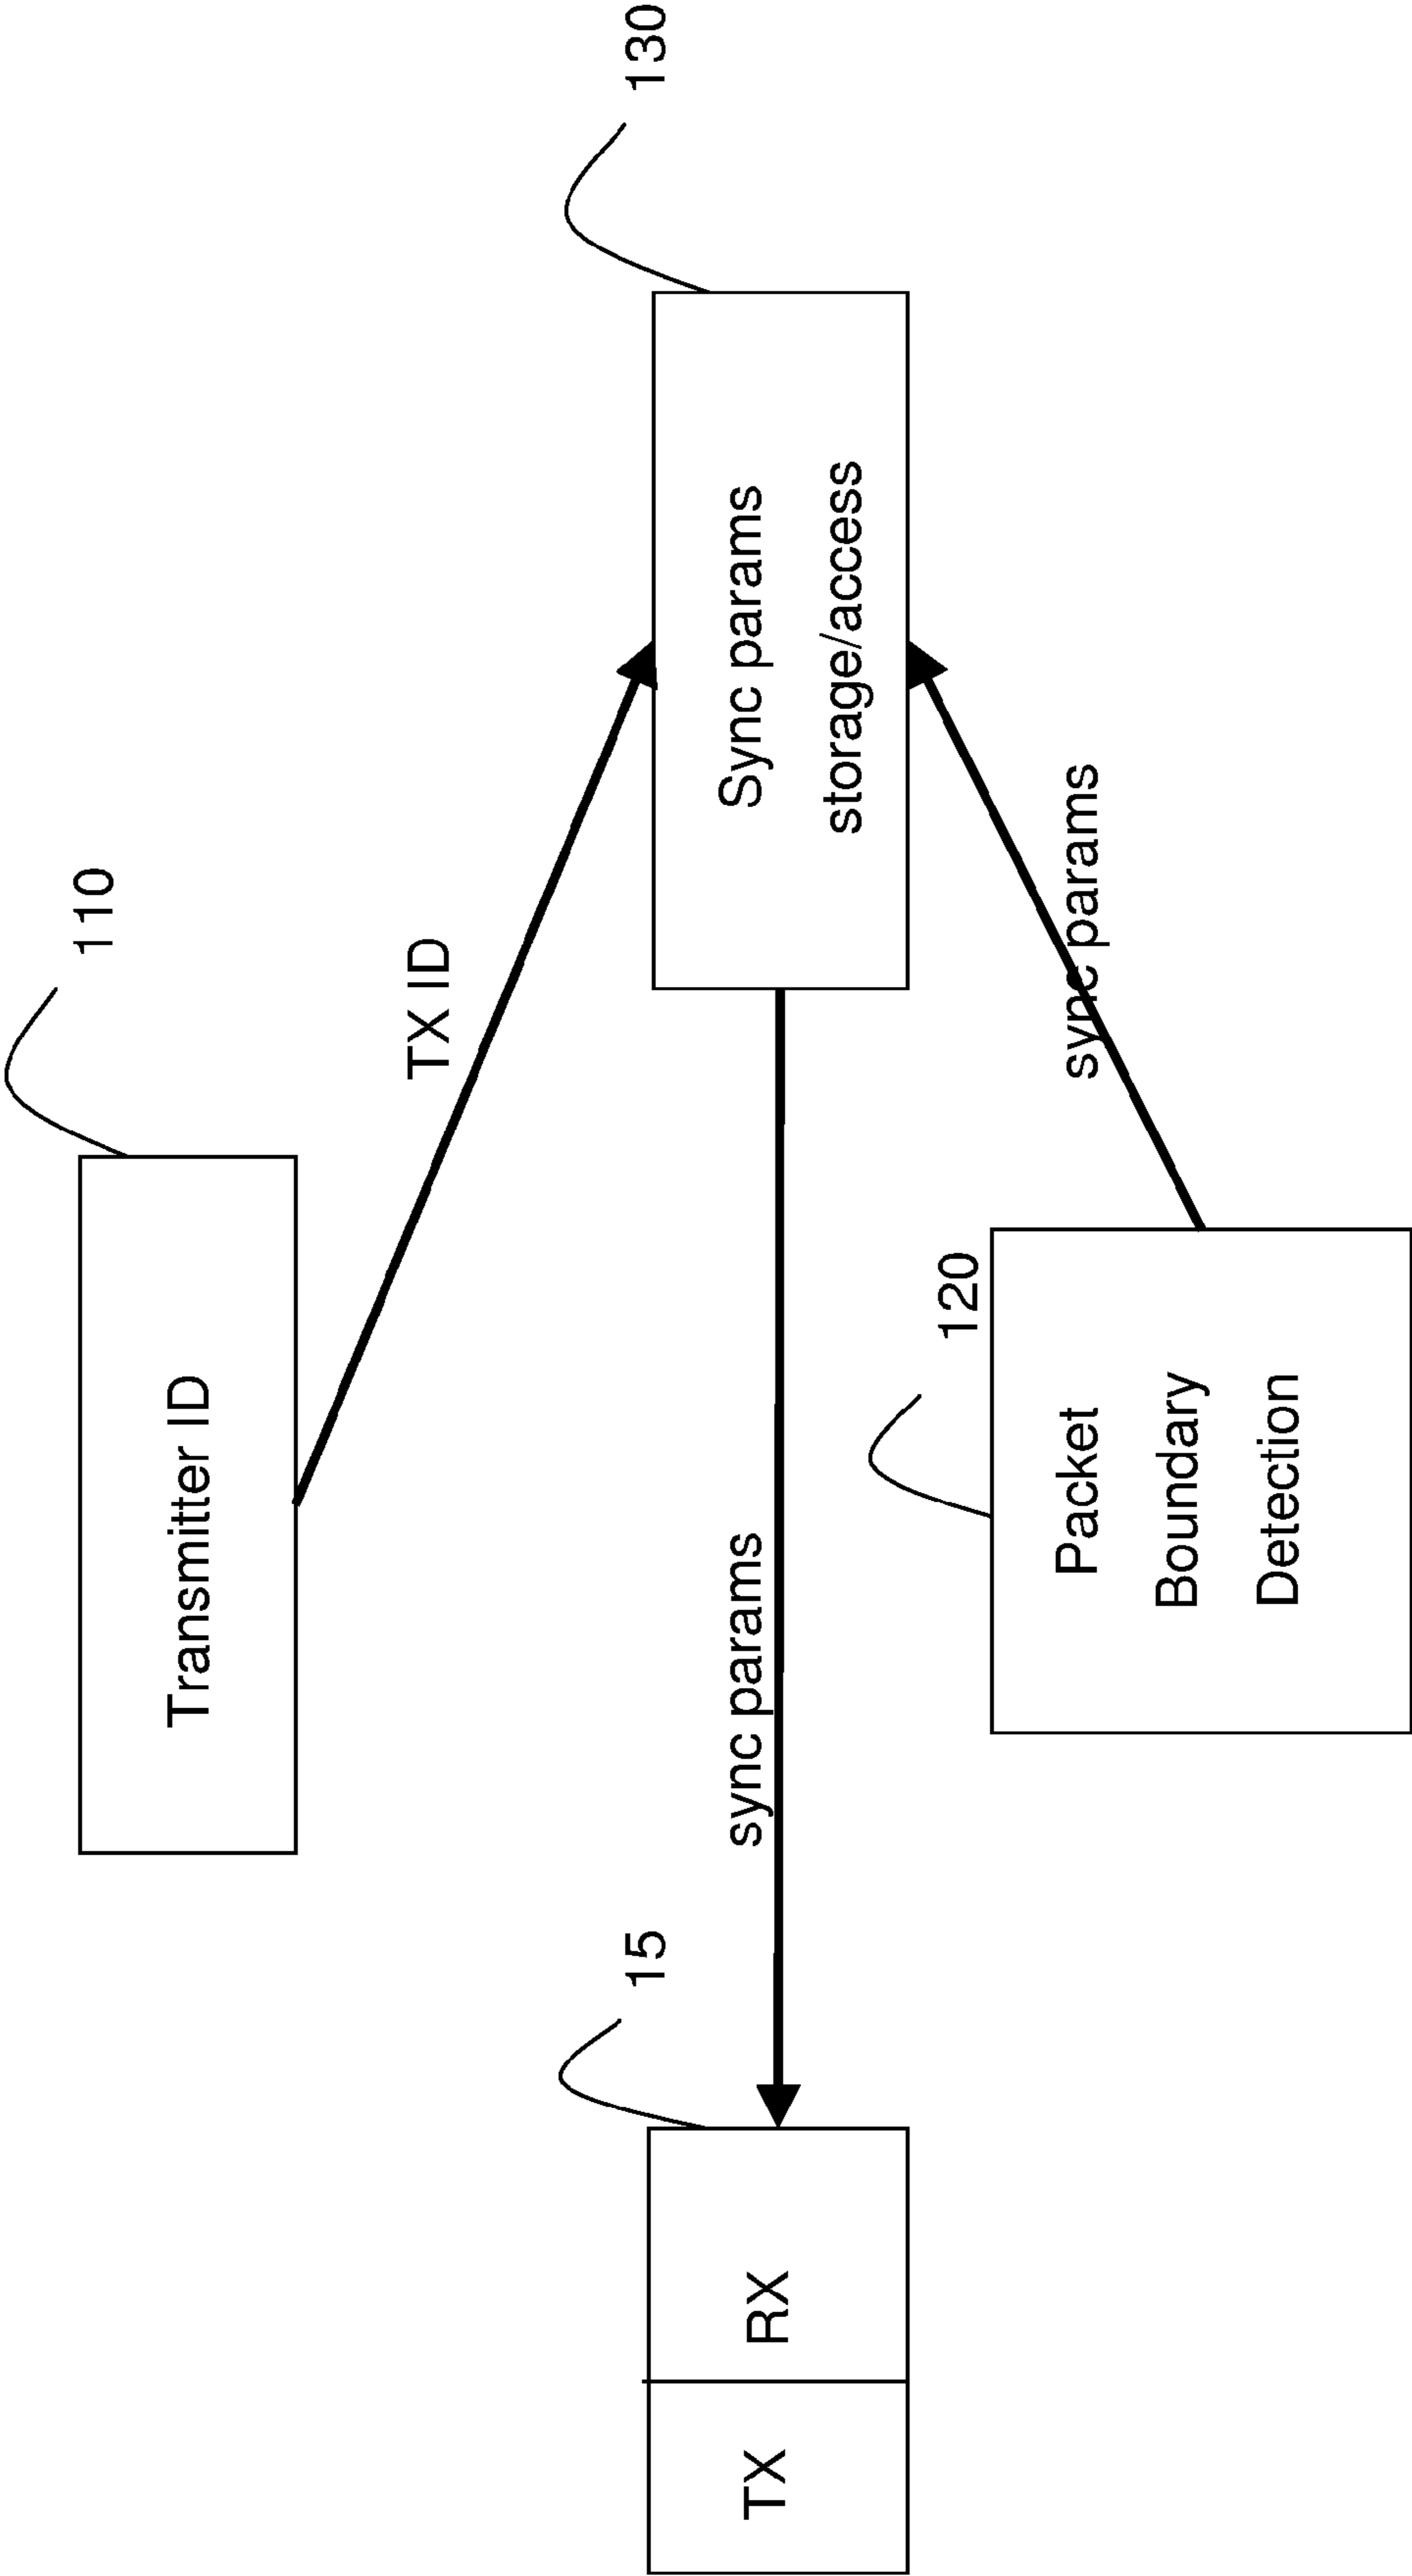 110
Transmitter ID
TX ID
130
15
sync params
Sync params
storage/access
TX
RX
120
sync params
Packet
Boundary
Detection